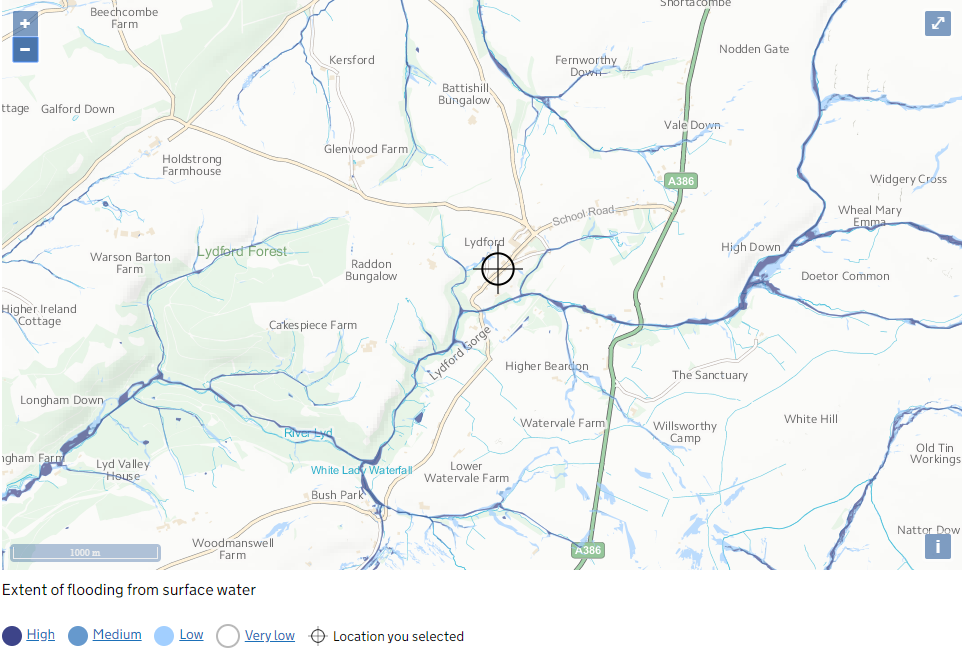 Shortacombe
Beechcombe
Farm
Kersford
Nodden Gate
Fernworthy
Down
Battishill
Bungalow
ttage
Galford Down
Vale Down
Glenwood Farm
Holdstrong
Farmhouse
A386
Widgery Cross
School Road
Wheal Mary
Emma
Lydford
High Down
Lydford Forest
Warson Barton
Farm
Raddon
Bungalow
Doetor Common
Higher Ireland
Cottage
Cakespiece Farm
Lydford Gorge
Higher Beardon
The Sanctuary
Longham Down
White Hill
Watervale Farm
Willsworthy
Camp
River Lyd
Old Tin
Workings
ngham Farm
Lyd Valley
House
White Lady Waterfall
Lower
Watervale Farm
Bush Park
Nattor Dow
Woodmanswell
Farm
A386
1000 m
i
Extent of flooding from surface water
High Medium Low Very low Location you selected